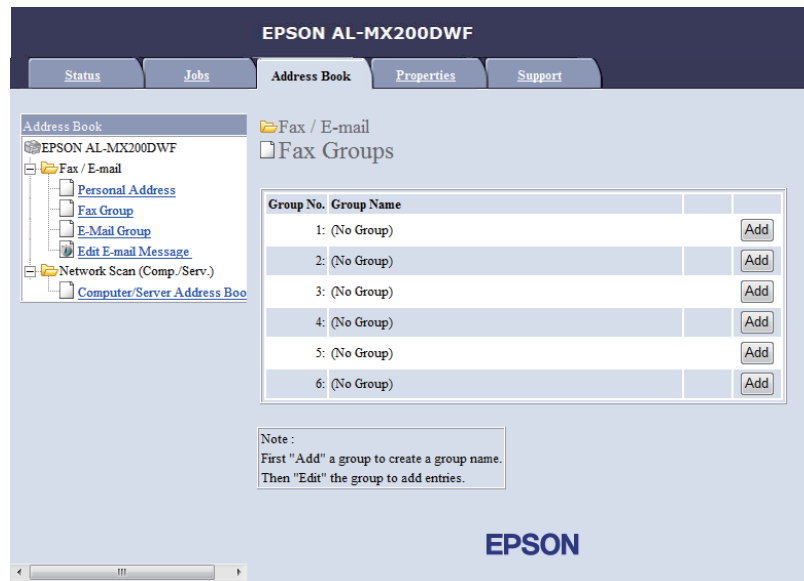 EPSON AL-MX200DWF
Status Jobs Address Book Properties Support
Address Book
EPSON AL-MX200DWF
Fax / E-mail
Personal Address
Fax Group
E-Mail Group
Edit E-mail Message
Network Scan (Comp./Serv.)
Computer/Server Address Boo
Fax / E-mail
Fax Groups
Group No. Group Name
1: (No Group) Add
2: (No Group) Add
3: (No Group) Add
4: (No Group) Add
5: (No Group) Add
6: (No Group) Add
Note :
First "Add" a group to create a group name.
Then "Edit" the group to add entries.
EPSON